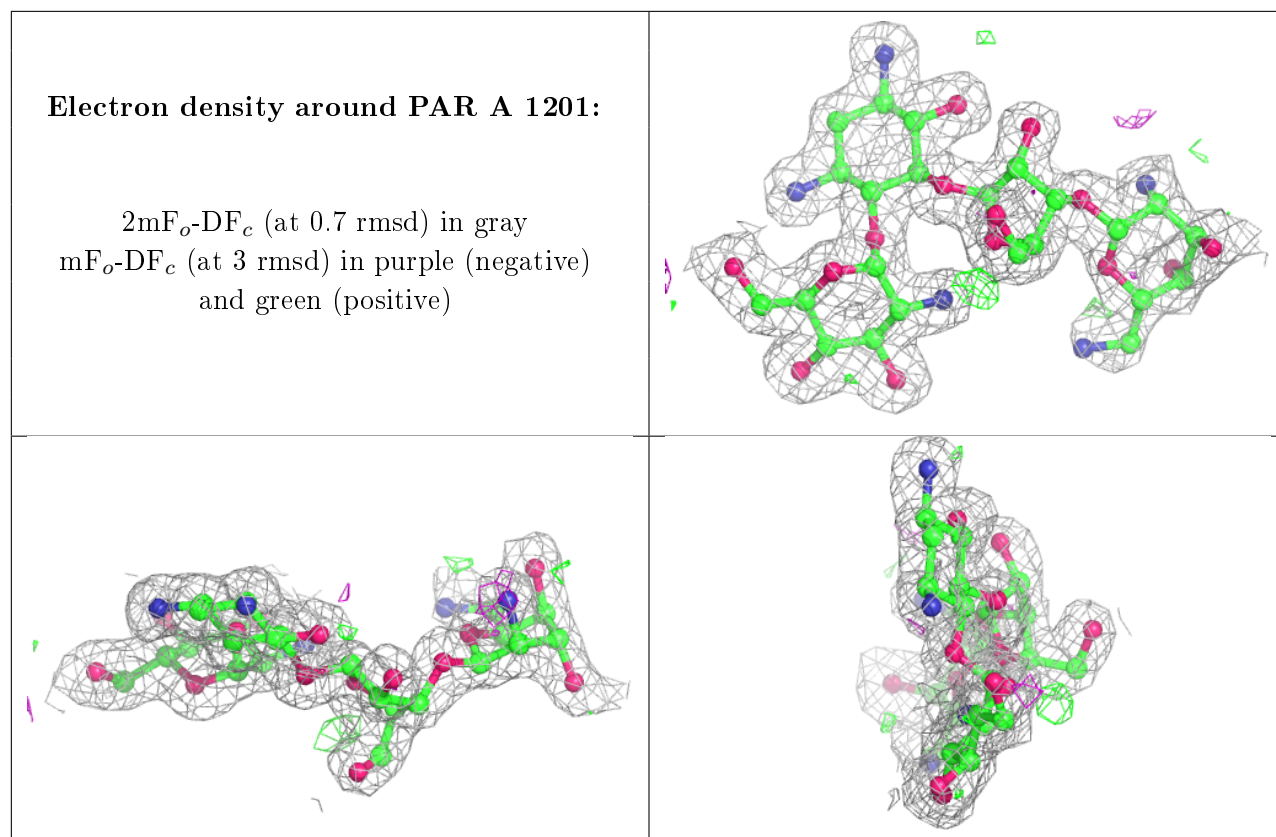 Electron density around PAR A 1201:
2mFₒ-DF𝒸 (at 0.7 rmsd) in gray
mFₒ-DF𝒸 (at 3 rmsd) in purple (negative)
and green (positive)